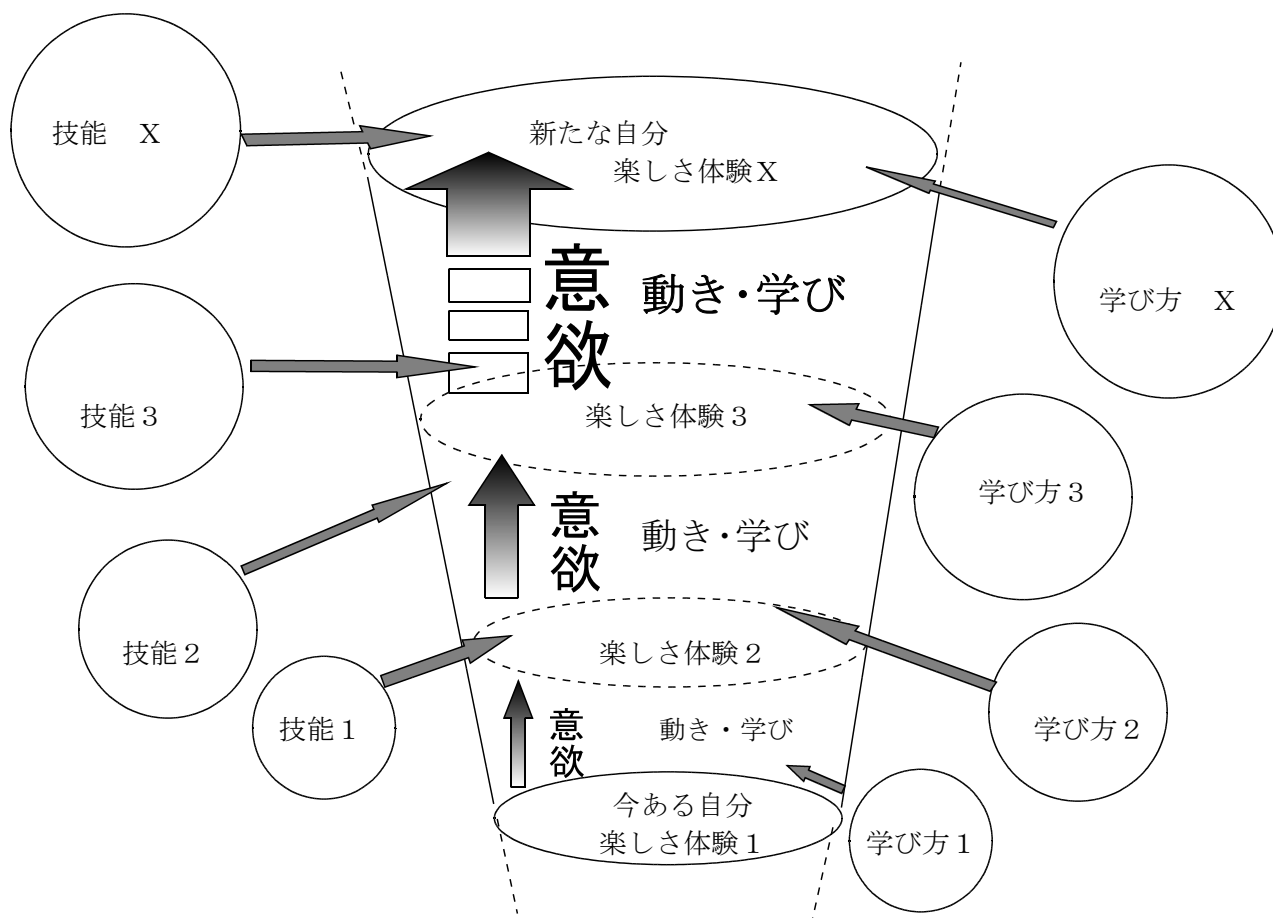 新たな自分
楽しさ体験Ｘ
技能　Ｘ
学び方　Ｘ
意欲
動き・学び
技能３
楽しさ体験３
学び方３
意欲
動き・学び
技能２
楽しさ体験２
学び方２
技能１
意欲
動き・学び
今ある自分
楽しさ体験１
学び方１